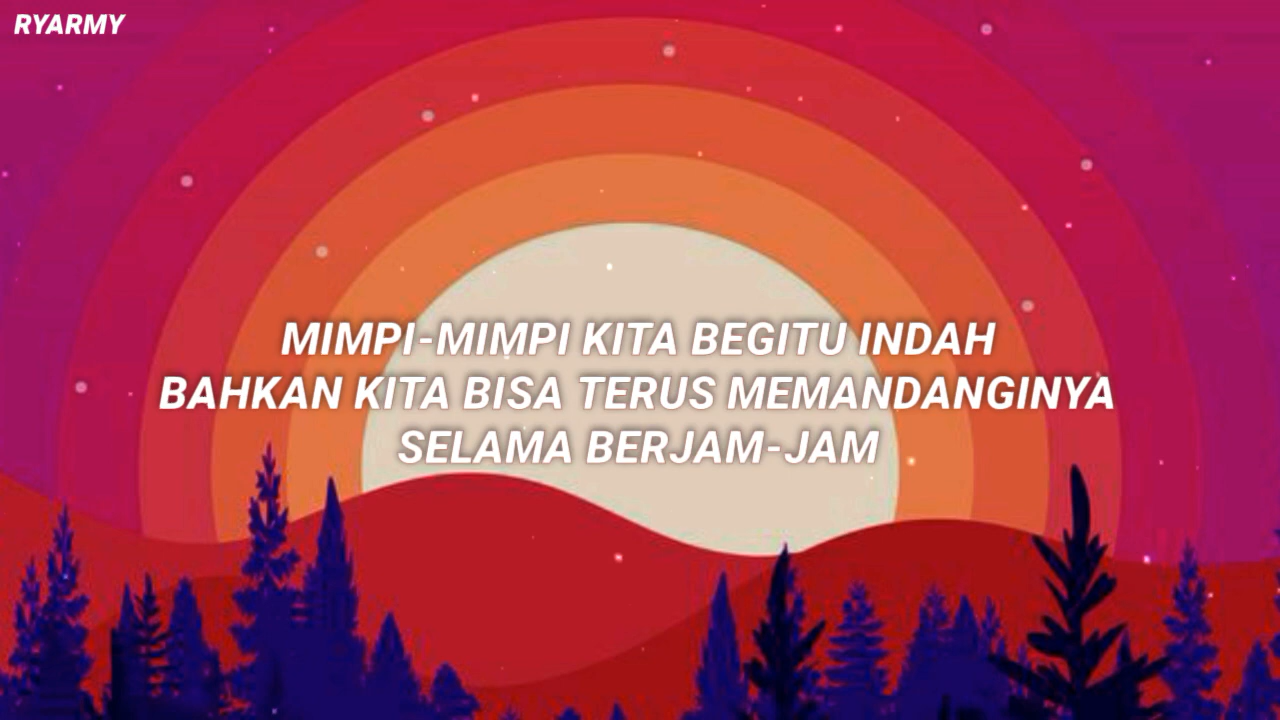 RYARMY
MIMPI-MIMPI KITA BEGITU INDAH
BAHKAN KITA BISA TERUS MEMANDANGINYA
SELAMA BERJAM-JAM